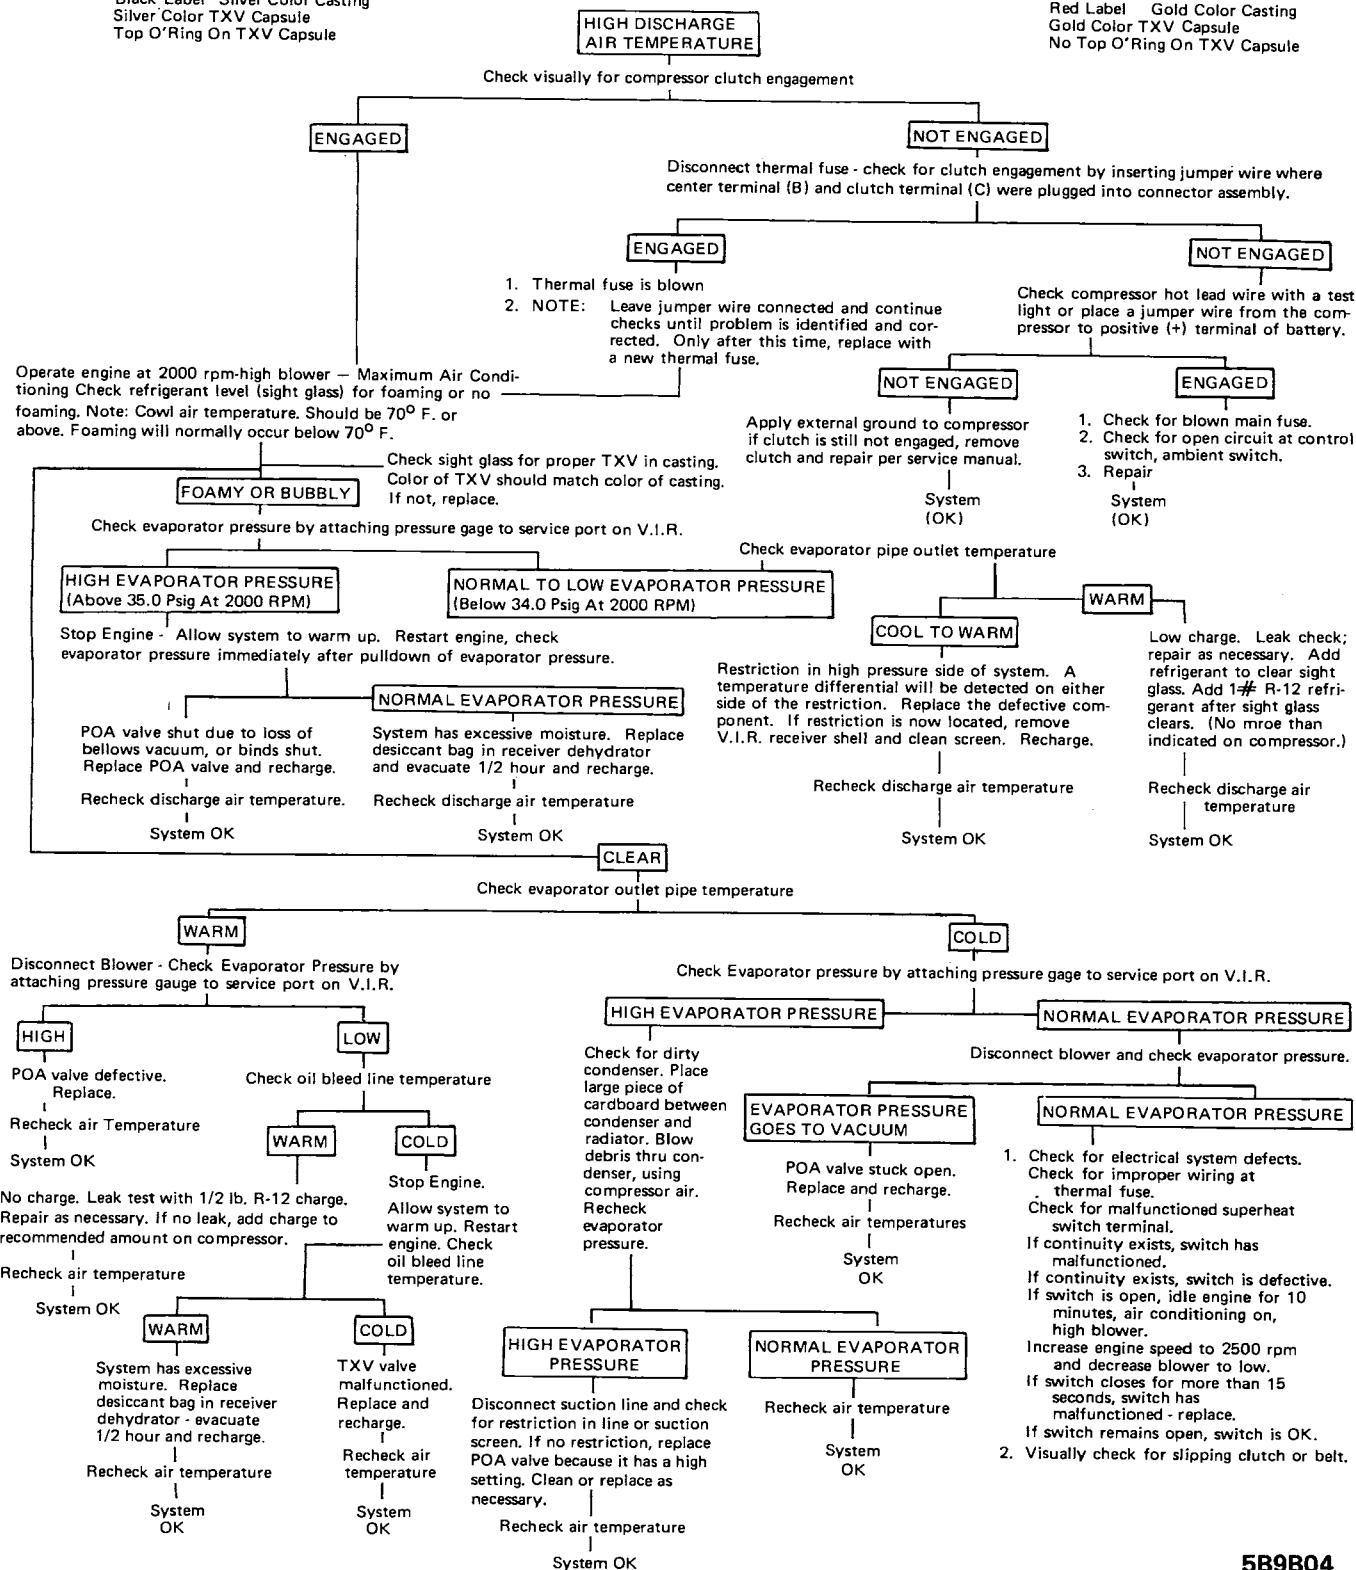 Black Label Silver Color Casting
Silver Color TXV Capsule
Top O'Ring On TXV Capsule
Red Label Gold Color Casting
Gold Color TXV Capsule
No Top O'Ring On TXV Capsule
HIGH DISCHARGE
AIR TEMPERATURE
Check visually for compressor clutch engagement
ENGAGED
NOT ENGAGED
Disconnect thermal fuse - check for clutch engagement by inserting jumper wire where
center terminal (B) and clutch terminal (C) were plugged into connector assembly.
ENGAGED
1. Thermal fuse is blown
2. NOTE: Leave jumper wire connected and continue
checks until problem is identified and cor-
rected. Only after this time, replace with
a new thermal fuse.
NOT ENGAGED
Check compressor hot lead wire with a test
light or place a jumper wire from the com-
pressor to positive (+) terminal of battery.
NOT ENGAGED
Apply external ground to compressor
if clutch is still not engaged, remove
clutch and repair per service manual.
System
(OK)
ENGAGED
1. Check for blown main fuse.
2. Check for open circuit at control
switch, ambient switch.
3. Repair
System
(OK)
Operate engine at 2000 rpm-high blower — Maximum Air Condi-
tioning Check refrigerant level (sight glass) for foaming or no
foaming. Note: Cowl air temperature. Should be 70º F. or
above. Foaming will normally occur below 70º F.
Check sight glass for proper TXV in casting.
Color of TXV should match color of casting.
If not, replace.
FOAMY OR BUBBLY
Check evaporator pressure by attaching pressure gage to service port on V.I.R.
HIGH EVAPORATOR PRESSURE
(Above 35.0 Psig At 2000 RPM)
NORMAL TO LOW EVAPORATOR PRESSURE
(Below 34.0 Psig At 2000 RPM)
Stop Engine - Allow system to warm up. Restart engine, check
evaporator pressure immediately after pulldown of evaporator pressure.
POA valve shut due to loss of
bellows vacuum, or binds shut.
Replace POA valve and recharge.
Recheck discharge air temperature.
System OK
NORMAL EVAPORATOR PRESSURE
System has excessive moisture. Replace
desiccant bag in receiver dehydrator
and evacuate 1/2 hour and recharge.
Recheck discharge air temperature
System OK
Check evaporator pipe outlet temperature
COOL TO WARM
Restriction in high pressure side of system. A
temperature differential will be detected on either
side of the restriction. Replace the defective com-
ponent. If restriction is now located, remove
V.I.R. receiver shell and clean screen. Recharge.
Recheck discharge air temperature
System OK
WARM
Low charge. Leak check;
repair as necessary. Add
refrigerant to clear sight
glass. Add 1# R-12 refri-
gerant after sight glass
clears. (No mroe than
indicated on compressor.)
Recheck discharge air
temperature
System OK
CLEAR
Check evaporator outlet pipe temperature
WARM
Disconnect Blower - Check Evaporator Pressure by
attaching pressure gauge to service port on V.I.R.
HIGH
POA valve defective.
Replace.
Recheck air Temperature
System OK
LOW
Check oil bleed line temperature
WARM
No charge. Leak test with 1/2 lb. R-12 charge.
Repair as necessary. If no leak, add charge to
recommended amount on compressor.
Recheck air temperature
System OK
COLD
Stop Engine.
Allow system to
warm up. Restart
engine. Check
oil bleed line
temperature.
WARM
System has excessive
moisture. Replace
desiccant bag in receiver
dehydrator - evacuate
1/2 hour and recharge.
Recheck air temperature
System
OK
COLD
TXV valve
malfunctioned.
Replace and
recharge.
Recheck air
temperature
System
OK
COLD
Check Evaporator pressure by attaching pressure gage to service port on V.I.R.
HIGH EVAPORATOR PRESSURE
Check for dirty
condenser. Place
large piece of
cardboard between
condenser and
radiator. Blow
debris thru con-
denser, using
compressor air.
Recheck
evaporator
pressure.
HIGH EVAPORATOR
PRESSURE
Disconnect suction line and check
for restriction in line or suction
screen. If no restriction, replace
POA valve because it has a high
setting. Clean or replace as
necessary.
Recheck air temperature
System OK
NORMAL EVAPORATOR
PRESSURE
Recheck air temperature
System
OK
NORMAL EVAPORATOR PRESSURE
Disconnect blower and check evaporator pressure.
EVAPORATOR PRESSURE
GOES TO VACUUM
POA valve stuck open.
Replace and recharge.
Recheck air temperatures
System
OK
NORMAL EVAPORATOR PRESSURE
1. Check for electrical system defects.
Check for improper wiring at
thermal fuse.
Check for malfunctioned superheat
switch terminal.
If continuity exists, switch has
malfunctioned.
If continuity exists, switch is defective.
If switch is open, idle engine for 10
minutes, air conditioning on,
high blower.
Increase engine speed to 2500 rpm
and decrease blower to low.
If switch closes for more than 15
seconds, switch has
malfunctioned - replace.
If switch remains open, switch is OK.
2. Visually check for slipping clutch or belt.
5B9B04